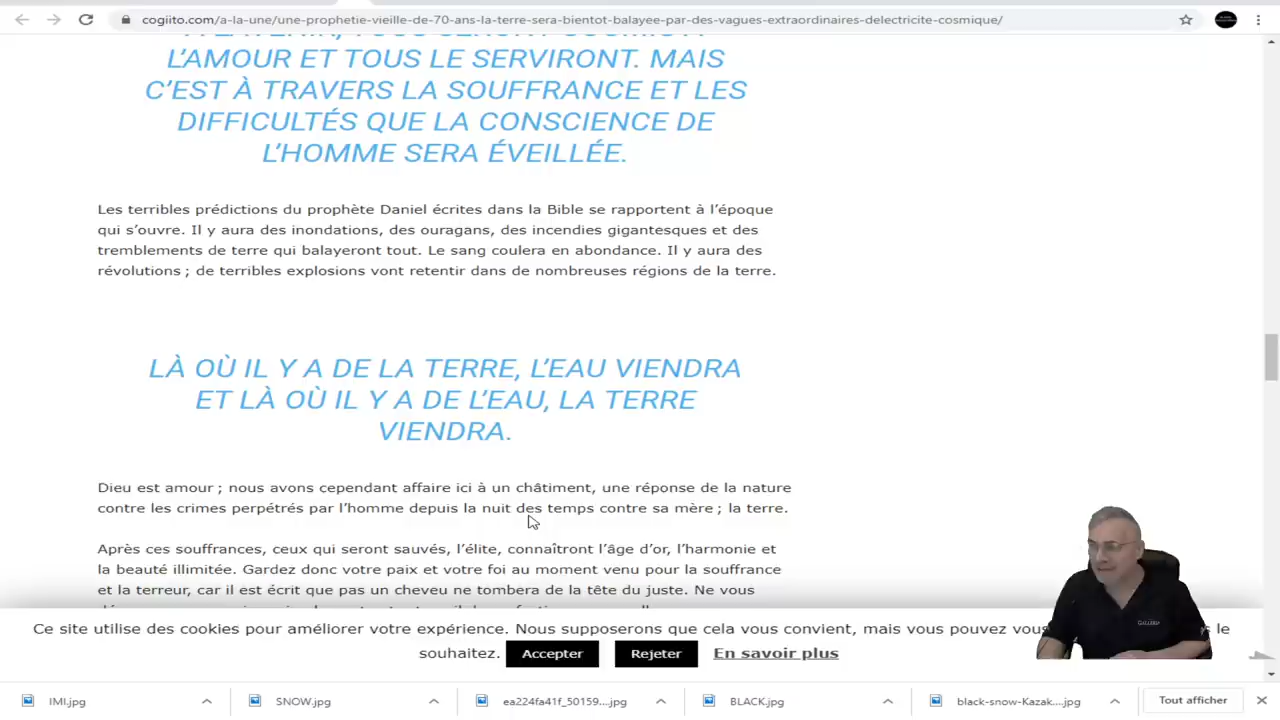 cogiito.com/a-la-une/une-prophetie-vieille-de-70-ans-la-terre-sera-bientot-balayee-par-des-vagues-extraordinaires-delectricite-cosmique/
L'AMOUR ET TOUS LE SERVIRONT. MAIS
C'EST À TRAVERS LA SOUFFRANCE ET LES
DIFFICULTÉS QUE LA CONSCIENCE DE
L'HOMME SERA ÉVEILLÉE.
Les terribles prédictions du prophète Daniel écrites dans la Bible se rapportent à l'époque
qui s'ouvre. Il y aura des inondations, des ouragans, des incendies gigantesques et des
tremblements de terre qui balayeront tout. Le sang coulera en abondance. Il y aura des
révolutions ; de terribles explosions vont retentir dans de nombreuses régions de la terre.
LÀ OÙ IL Y A DE LA TERRE, L'EAU VIENDRA
ET LÀ OÙ IL Y A DE L'EAU, LA TERRE
VIENDRA.
Dieu est amour ; nous avons cependant affaire ici à un châtiment, une réponse de la nature
contre les crimes perpétrés par l'homme depuis la nuit des temps contre sa mère ; la terre.
Après ces souffrances, ceux qui seront sauvés, l'élite, connaîtront l'âge d'or, l'harmonie et
la beauté illimitée. Gardez donc votre paix et votre foi au moment venu pour la souffrance
et la terreur, car il est écrit que pas un cheveu ne tombera de la tête du juste. Ne vous
Ce site utilise des cookies pour améliorer votre expérience. Nous supposerons que cela vous convient, mais vous pouvez le
souhaitez. Accepter Rejeter En savoir plus
IMI.jpg SNOW.jpg ea224fa41f_50159....jpg BLACK.jpg black-snow-Kazak....jpg Tout afficher